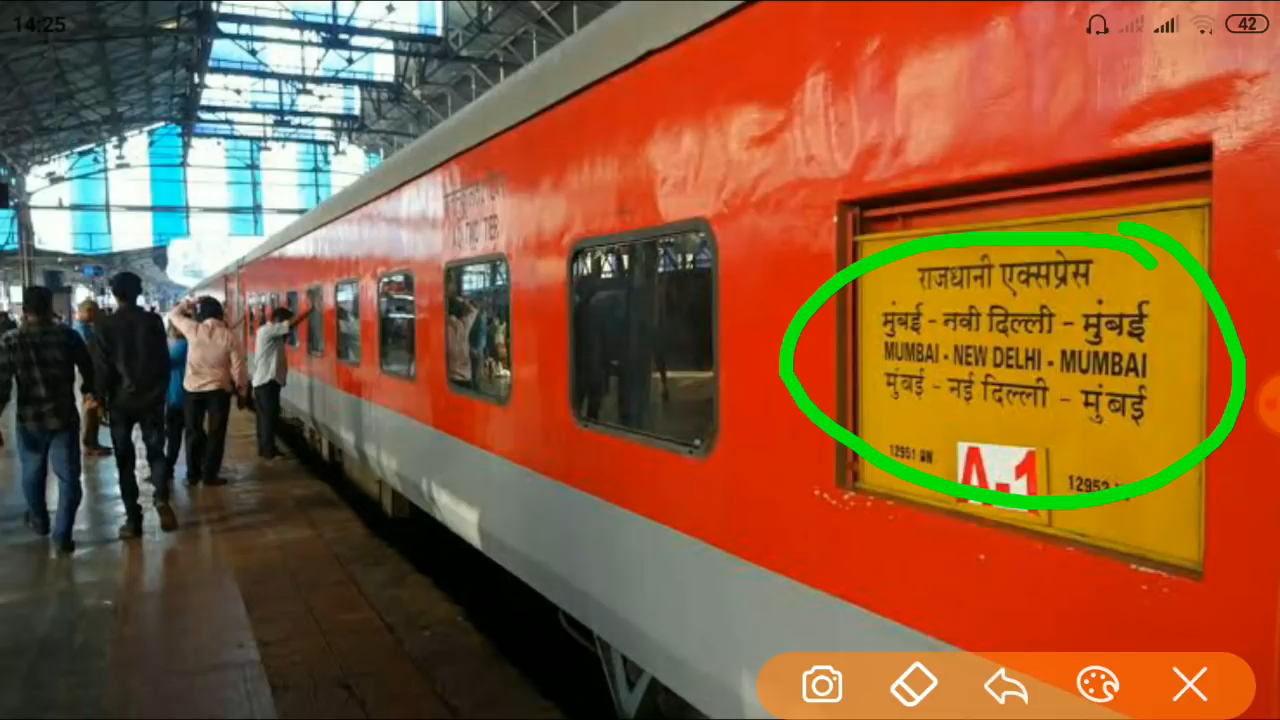 14:25
42
राजधानी एक्सप्रेस
मुंबई - नवी दिल्ली - मुंबई
MUMBAI - NEW DELHI - MUMBAI
मुंबई - नई दिल्ली - मुंबई
12951 DN
A-1